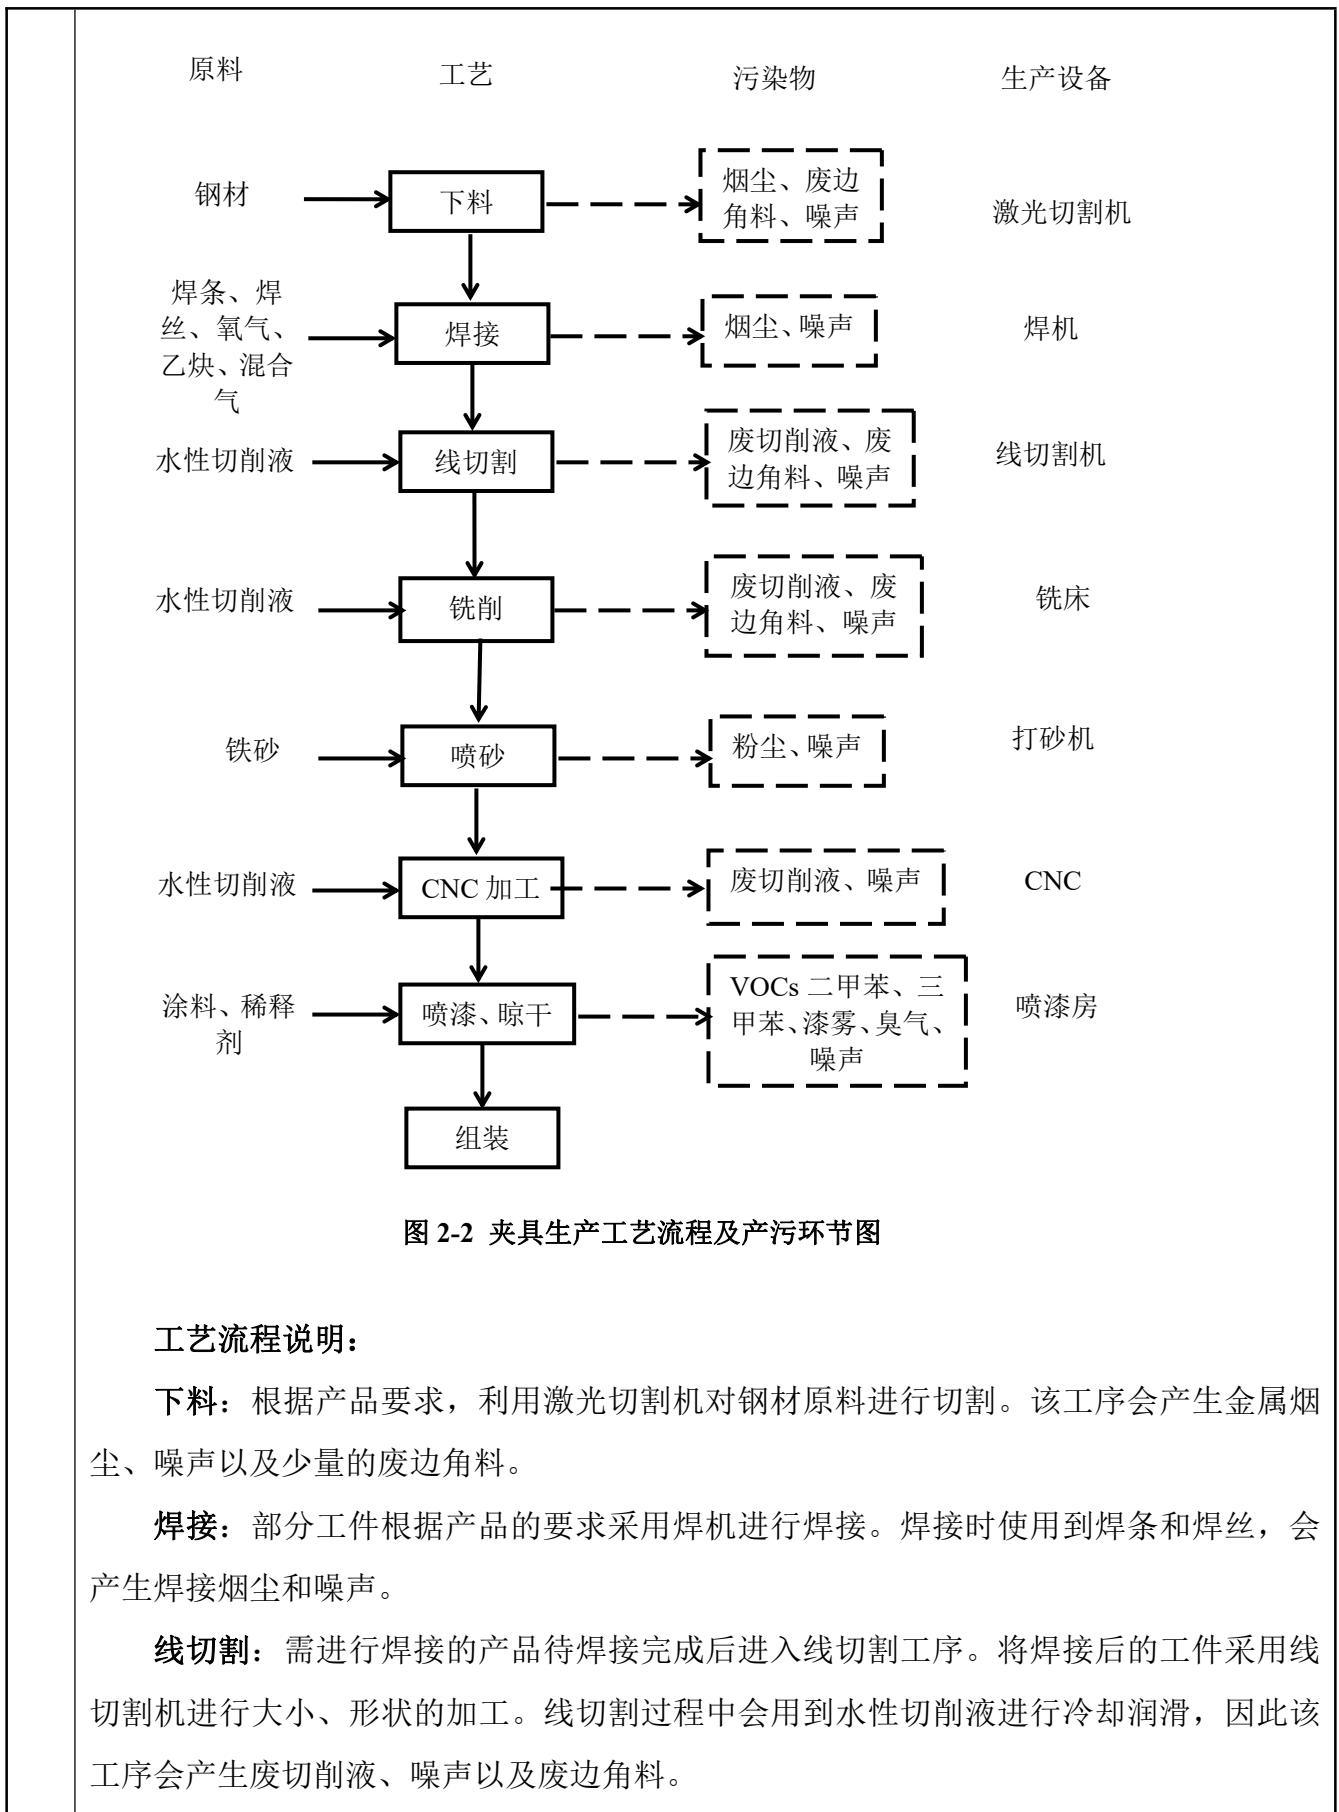 原料 工艺 污染物 生产设备
钢材 下料 烟尘、废边
角料、噪声 激光切割机
焊条、焊
丝、氧气、
乙炔、混合
气
焊接 烟尘、噪声 焊机
水性切削液 线切割 废切削液、废
边角料、噪声 线切割机
水性切削液 铣削 废切削液、废
边角料、噪声 铣床
铁砂 喷砂 粉尘、噪声 打砂机
水性切削液 CNC 加工 废切削液、噪声 CNC
涂料、稀释
剂
喷漆、晾干 VOCs 二甲苯、三
甲苯、漆雾、臭气、
噪声
喷漆房
组装
图 2-2 夹具生产工艺流程及产污环节图
工艺流程说明：
下料：根据产品要求，利用激光切割机对钢材原料进行切割。该工序会产生金属烟
尘、噪声以及少量的废边角料。
焊接：部分工件根据产品的要求采用焊机进行焊接。焊接时使用到焊条和焊丝，会
产生焊接烟尘和噪声。
线切割：需进行焊接的产品待焊接完成后进入线切割工序。将焊接后的工件采用线
切割机进行大小、形状的加工。线切割过程中会用到水性切削液进行冷却润滑，因此该
工序会产生废切削液、噪声以及废边角料。